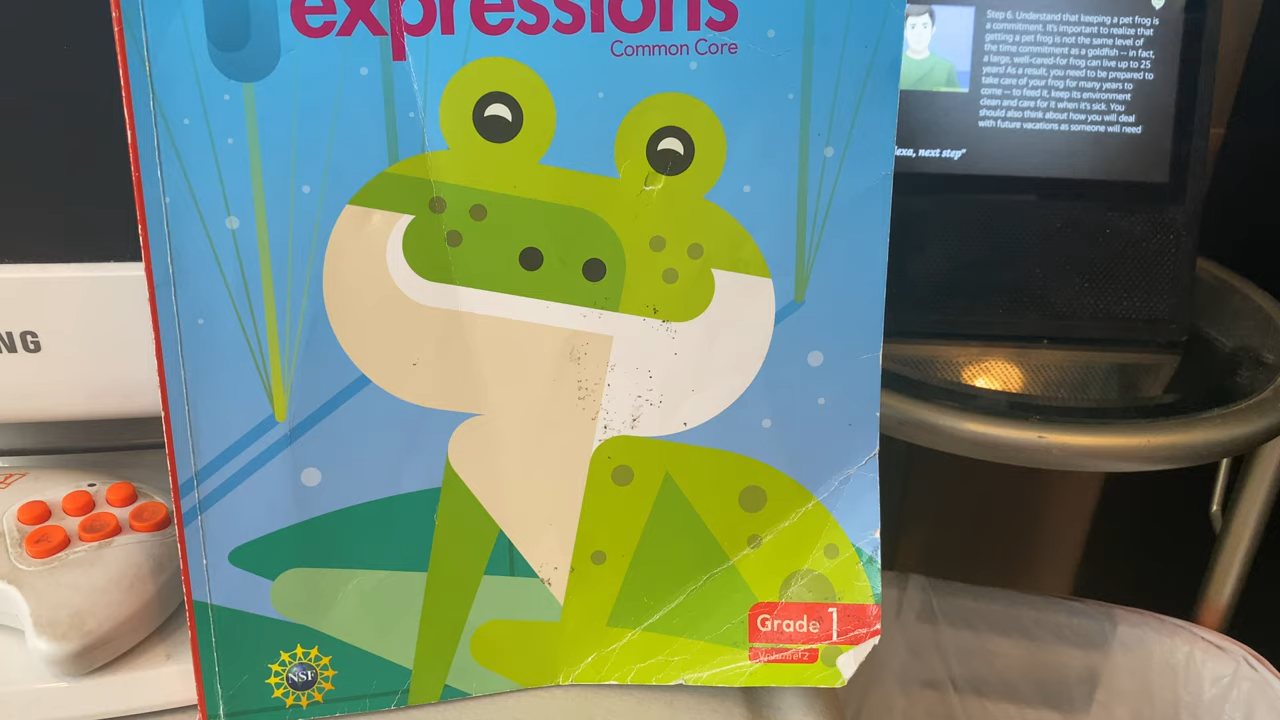 expressions
Common Core
Step 6. Understand that keeping a pet frog is
a commitment. It's important to realize that
getting a pet frog is not the same level of
the time commitment as a goldfish -- in fact,
a large, well-cared-for frog can live up to 25
years! As a result, you need to be prepared to
take care of your frog for many years to
come -- to feed it, keep its environment
clean and care for it when it's sick. You
should also think about how you will deal
with future vacations as someone will need
lexa, next step"
NG
Grade 1
Volume 2
NSF